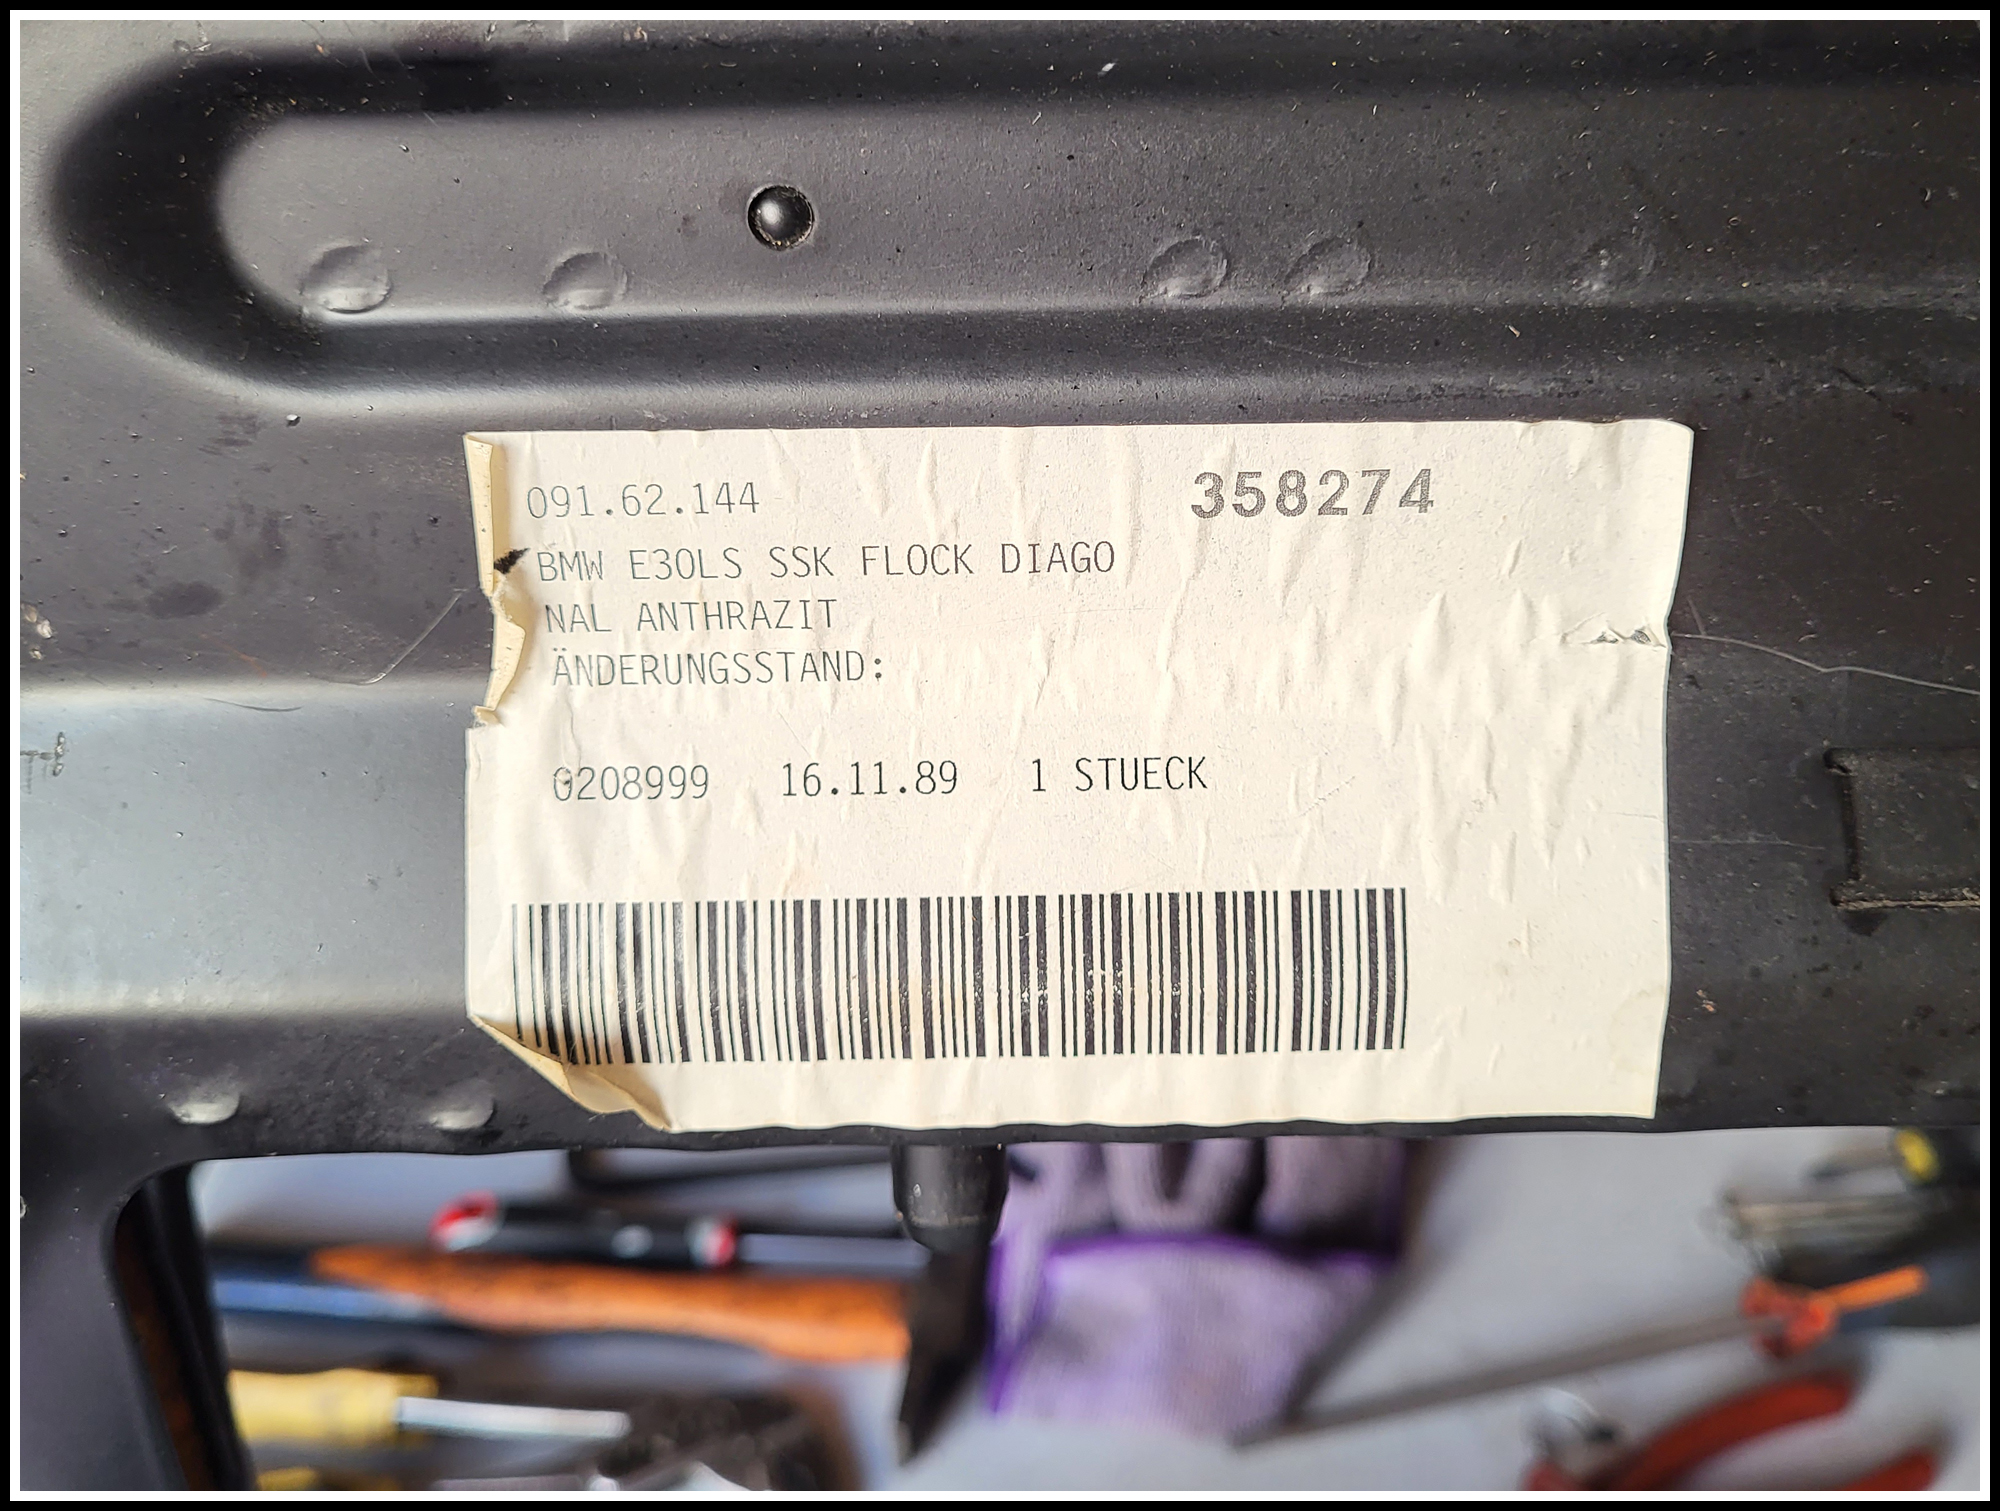 091.62.144 358274
BMW E30LS SSK FLOCK DIAGO
NAL ANTHRAZIT
ÄNDERUNGSSTAND:
0208999 16.11.89 1 STUECK